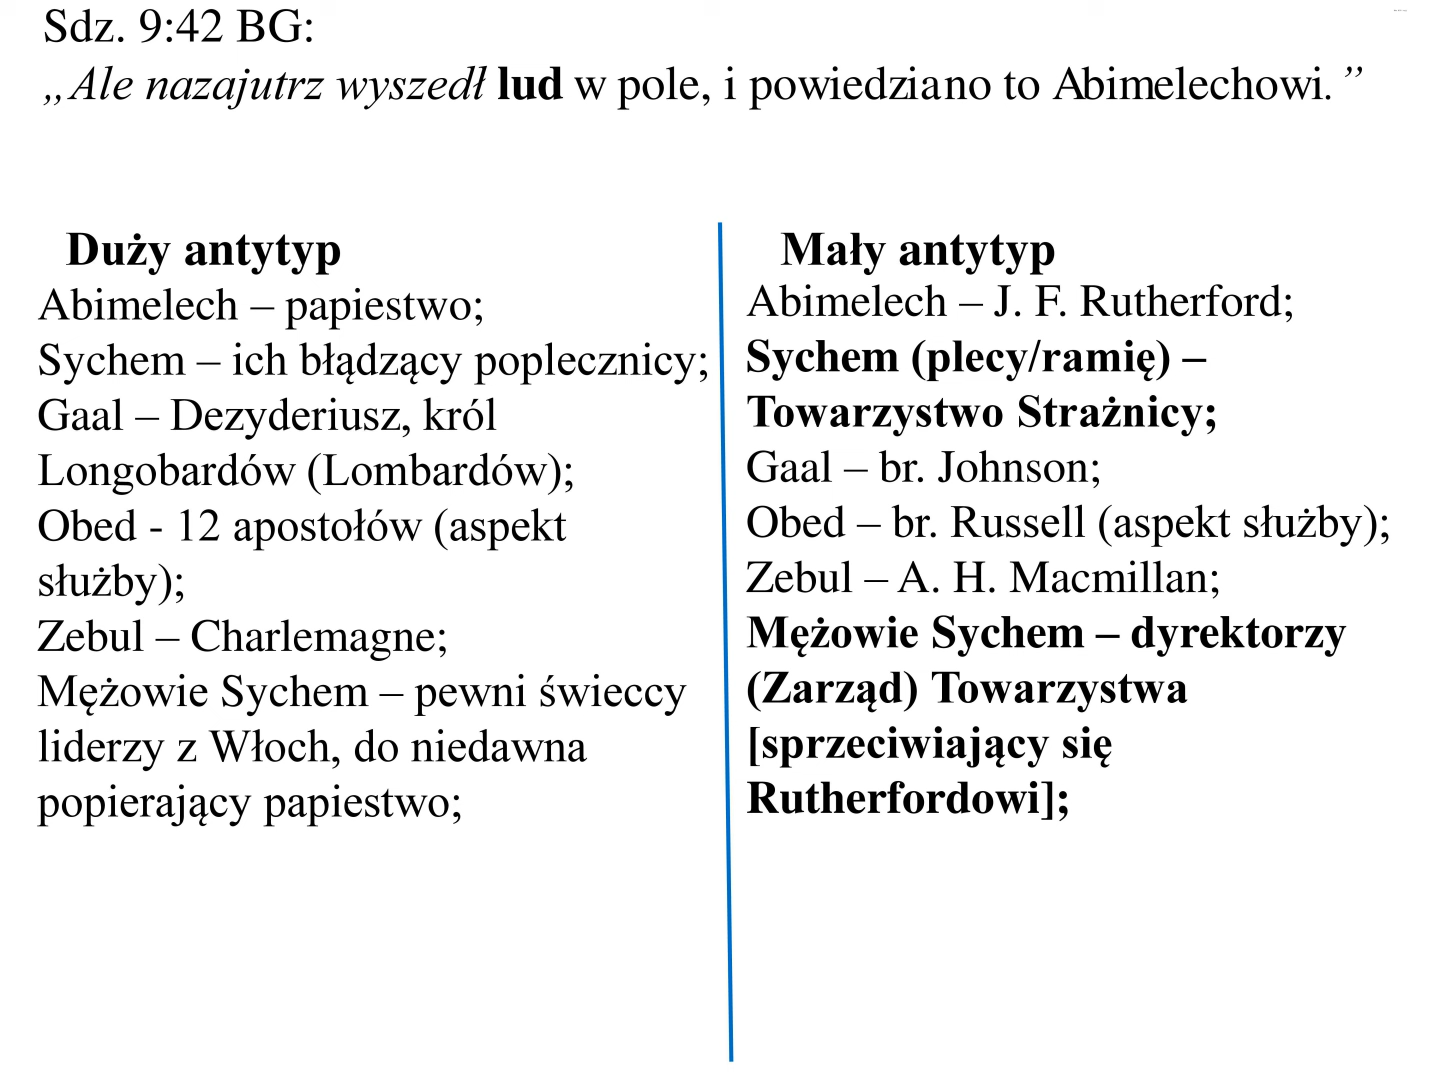 Sdz. 9:42 BG:
„Ale nazajutrz wyszedł lud w pole, i powiedziano to Abimelechowi.”
Duży antytyp
Abimelech – papiestwo;
Sychem – ich błądzący poplecznicy;
Gaal – Dezyderiusz, król
Longobardów (Lombardów);
Obed - 12 apostołów (aspekt
służby);
Zebul – Charlemagne;
Mężowie Sychem – pewni świeccy
liderzy z Włoch, do niedawna
popierający papiestwo;
Mały antytyp
Abimelech – J. F. Rutherford;
Sychem (plecy/ramię) –
Towarzystwo Strażnicy;
Gaal – br. Johnson;
Obed – br. Russell (aspekt służby);
Zebul – A. H. Macmillan;
Mężowie Sychem – dyrektorzy
(Zarząd) Towarzystwa
[sprzeciwiający się
Rutherfordowi];